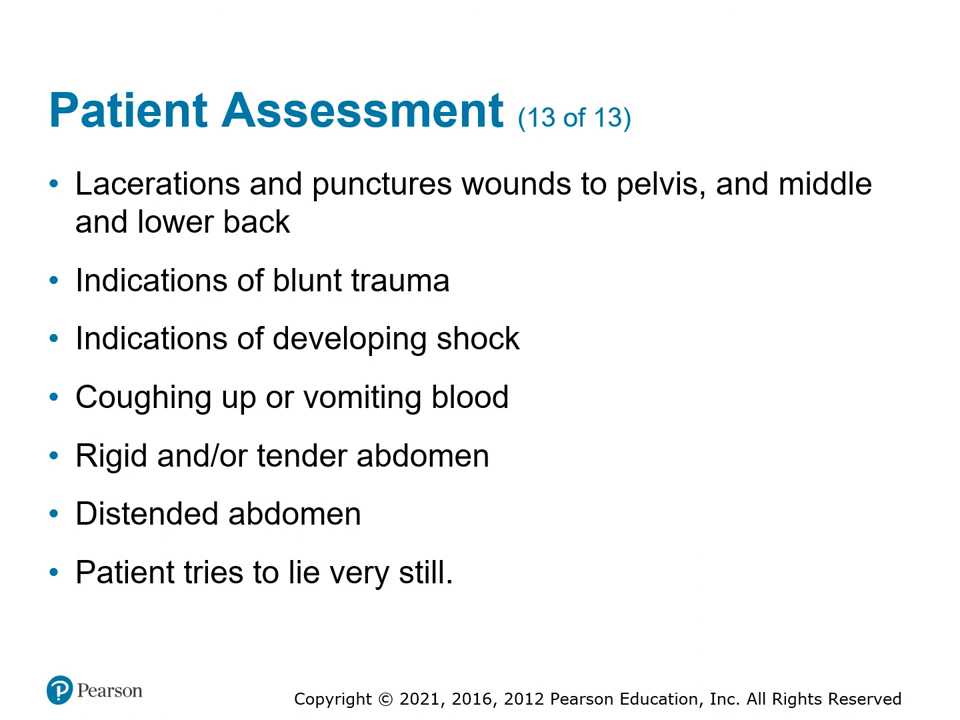 Patient Assessment (13 of 13)
• Lacerations and punctures wounds to pelvis, and middle
and lower back
• Indications of blunt trauma
• Indications of developing shock
• Coughing up or vomiting blood
• Rigid and/or tender abdomen
• Distended abdomen
• Patient tries to lie very still.
Pearson
Copyright © 2021, 2016, 2012 Pearson Education, Inc. All Rights Reserved